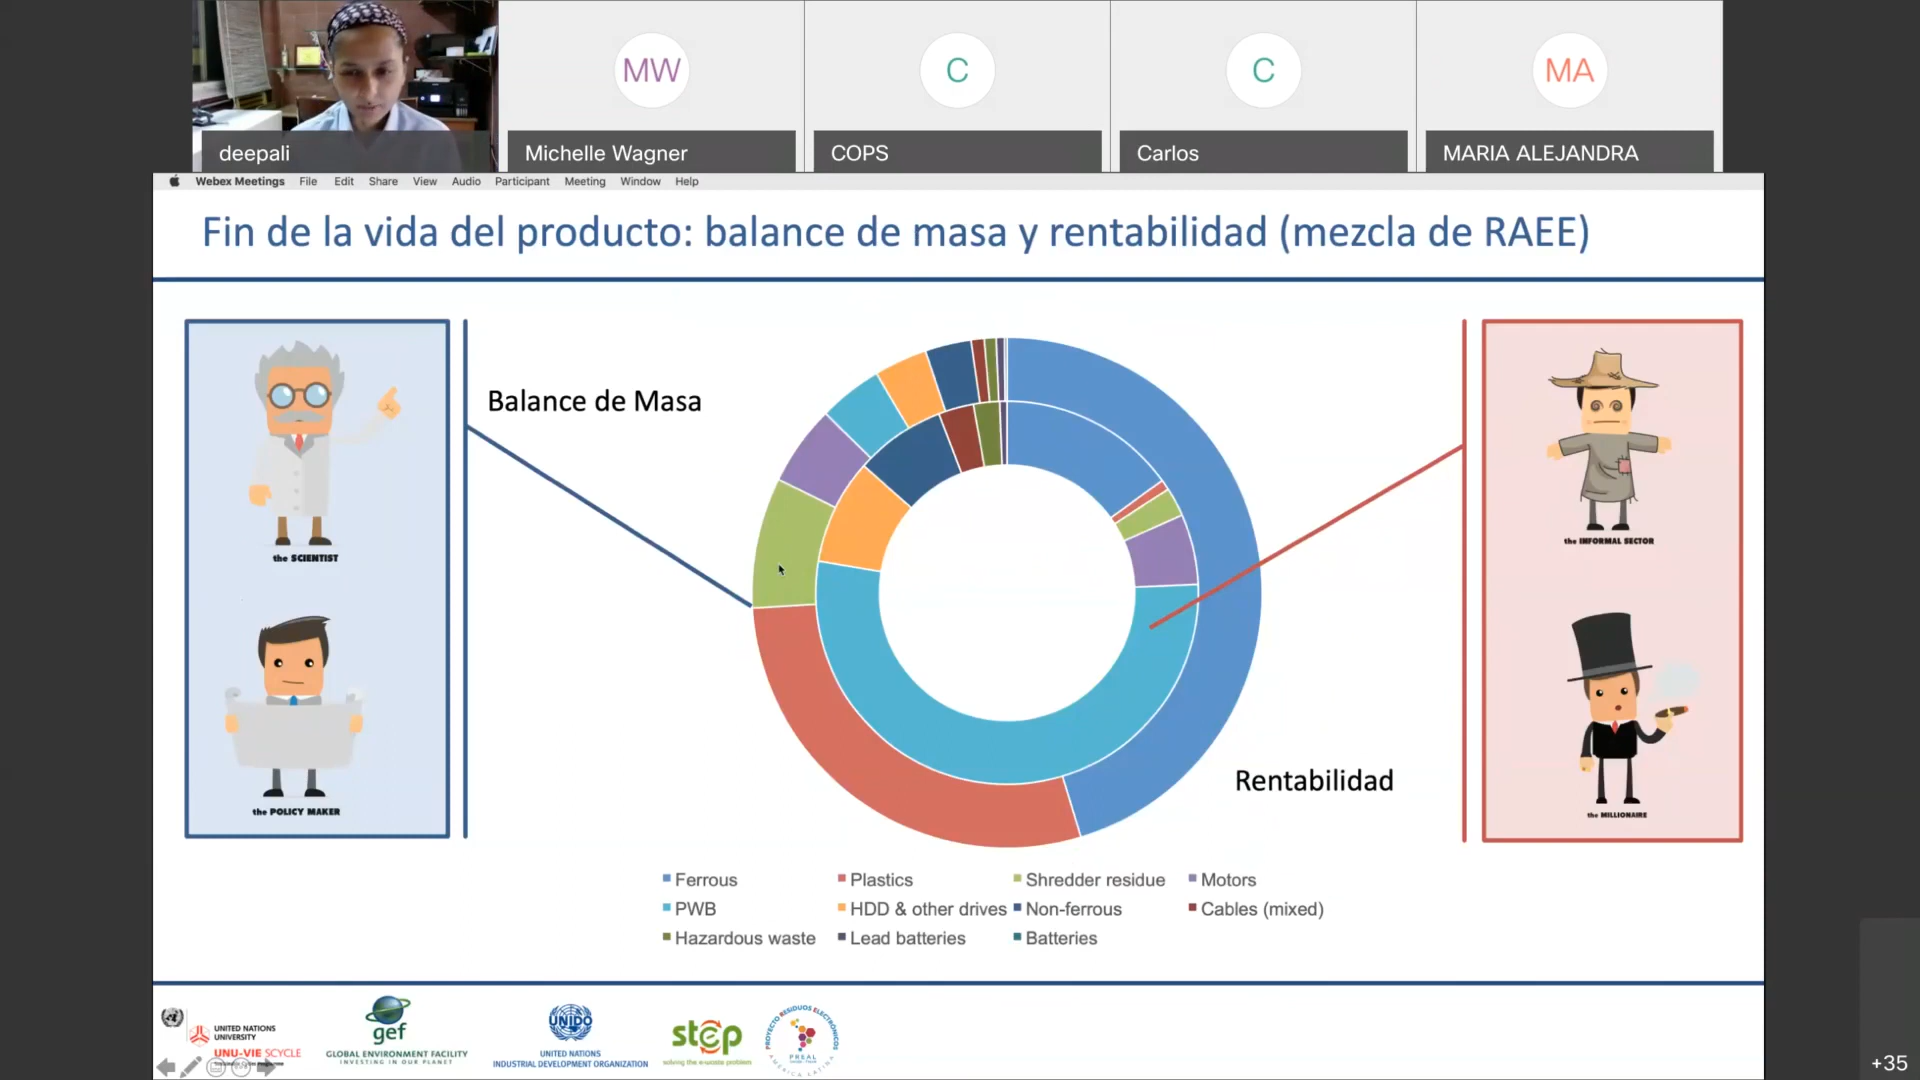 MW
C
C
MA
deepali
Michelle Wagner
COPS
Carlos
MARIA ALEJANDRA
Webex Meetings File Edit Share View Audio Participant Meeting Window Help
Fin de la vida del producto: balance de masa y rentabilidad (mezcla de RAEE)
Balance de Masa
the SCIENTIST
the POLICY MAKER
the INFORMAL SECTOR
Rentabilidad
the MILLIONAIRE
Ferrous Plastics Shredder residue Motors
PWB HDD & other drives Non-ferrous Cables (mixed)
Hazardous waste Lead batteries Batteries
UNITED NATIONS
UNIVERSITY
UNU-VIE SCYCLE
gef
GLOBAL ENVIRONMENT FACILITY
INVESTING IN OUR PLANET
UNIDO
UNITED NATIONS
INDUSTRIAL DEVELOPMENT ORGANIZATION
step
solving the e-waste problem
PROYECTO RESIDUOS ELECTRÓNICOS
AMÉRICA LATINA
PREAL
+35